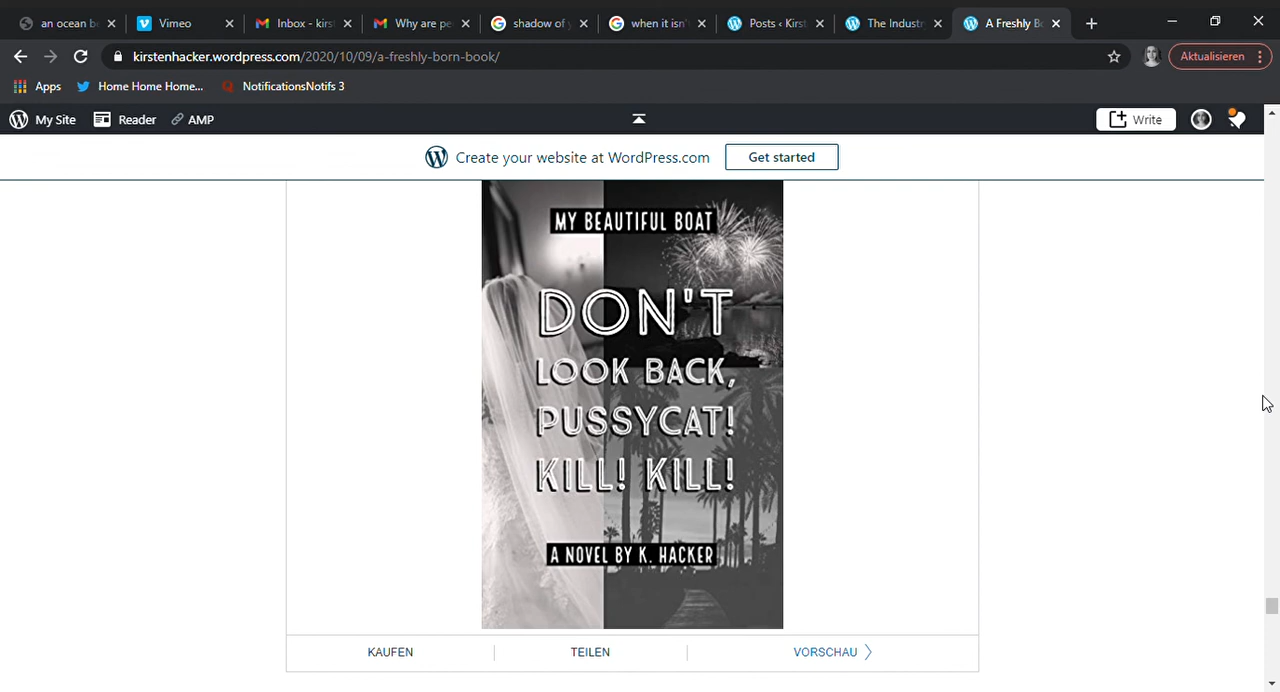 an ocean b
Vimeo
Inbox - kirst
Why are pe
shadow of y
when it isn'
Posts ‹ Kirst
The Industr
A Freshly Bo
kirstenhacker.wordpress.com/2020/10/09/a-freshly-born-book/
Aktualisieren
Apps
Home Home Home...
NotificationsNotifs 3
My Site
Reader
AMP
Write
Create your website at WordPress.com
Get started
MY BEAUTIFUL BOAT
DON'T
LOOK BACK,
PUSSYCAT!
KILL! KILL!
A NOVEL BY K. HACKER
KAUFEN
TEILEN
VORSCHAU